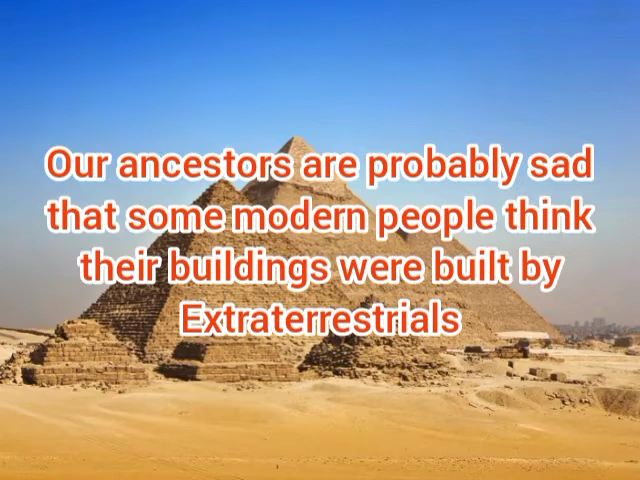 Our ancestors are probably sad
that some modern people think
their buildings were built by
Extraterrestrials